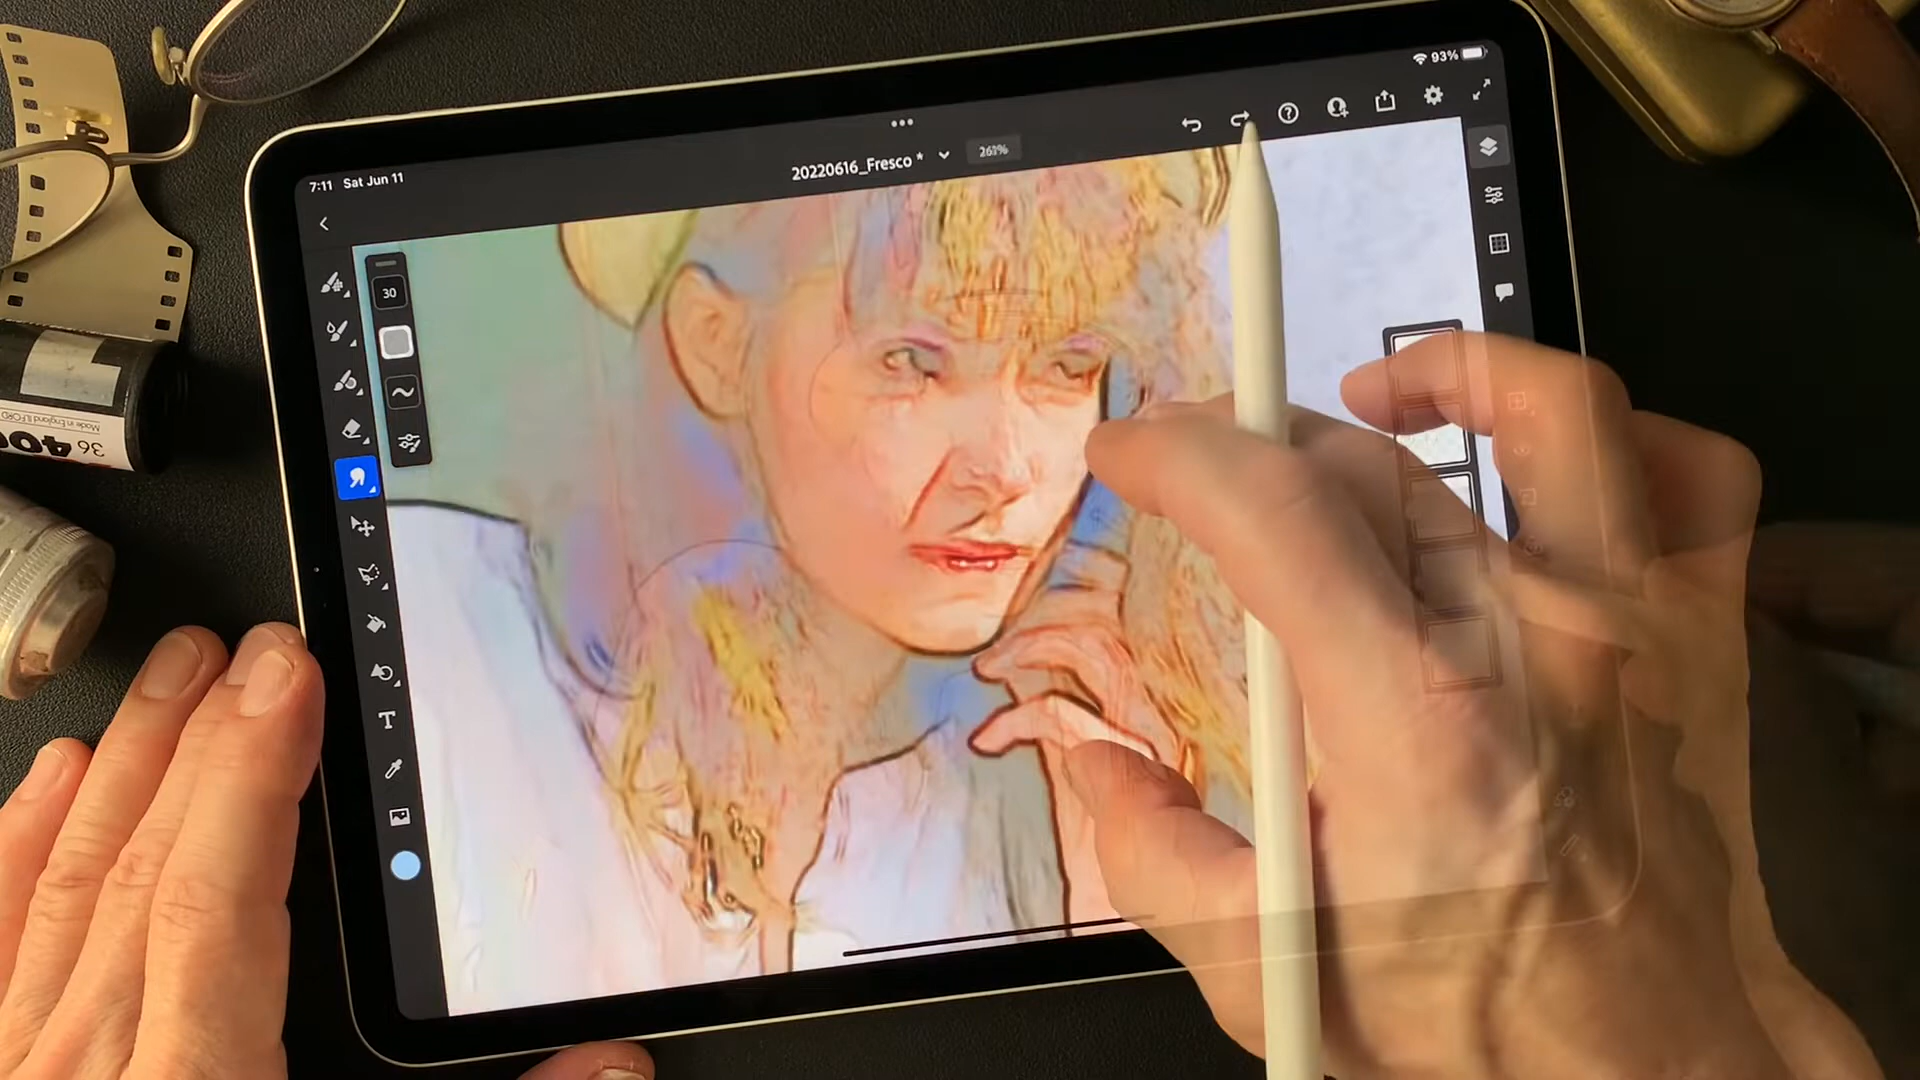 93%
7:11 Sat Jun 11
20220616_Fresco *
261%
30
T
Made in England ILFORD
36 400